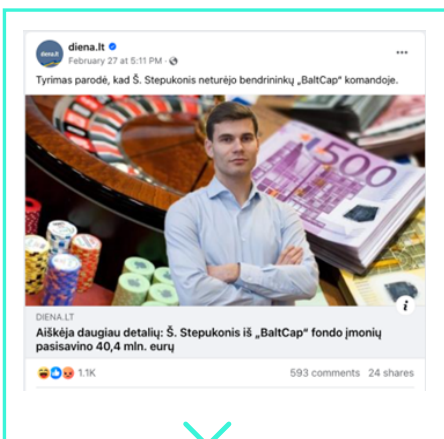 diena.lt
February 27 at 5:11 PM ·
Tyrimas parodė, kad Š. Stepukonis neturėjo bendrininkų „BaltCap“ komandoje.
500
DIENA.LT
Aiškėja daugiau detalių: Š. Stepukonis iš „BaltCap“ fondo įmonių
pasisavino 40,4 mln. eurų
1.1K 593 comments 24 shares